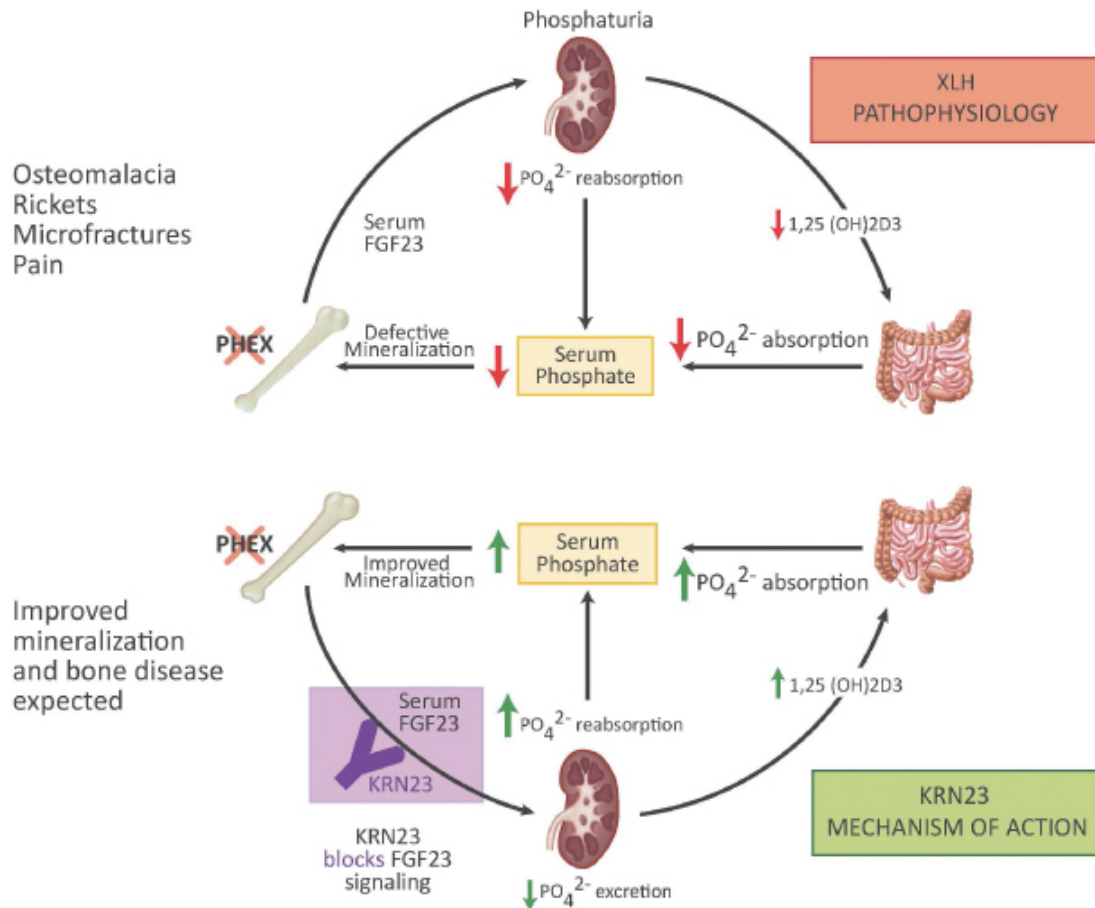 Phosphaturia
XLH
PATHOPHYSIOLOGY
Osteomalacia
Rickets
Microfractures
Pain
PO4 2- reabsorption
Serum
FGF23
1,25 (OH)2D3
PHEX
Defective
Mineralization
Serum
Phosphate
PO4 2- absorption
PHEX
Improved
Mineralization
Serum
Phosphate
PO4 2- absorption
Improved
mineralization
and bone disease
expected
Serum
FGF23
KRN23
PO4 2- reabsorption
1,25 (OH)2D3
KRN23
blocks FGF23
signaling
PO4 2- excretion
KRN23
MECHANISM OF ACTION